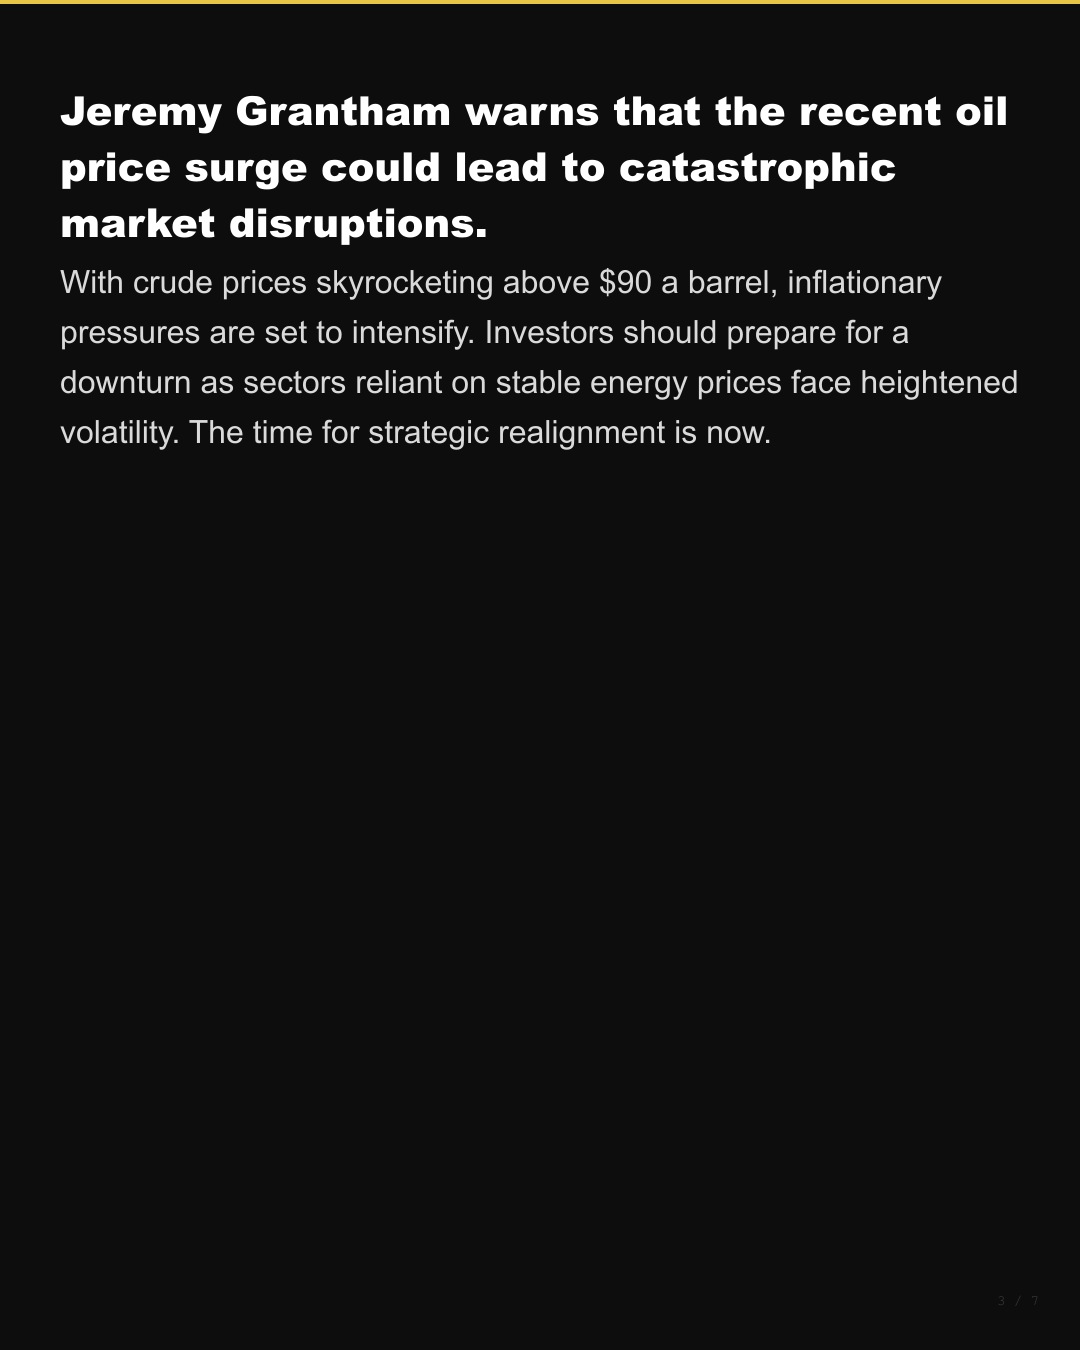 Jeremy Grantham warns that the recent oil
price surge could lead to catastrophic
market disruptions.
With crude prices skyrocketing above $90 a barrel, inflationary
pressures are set to intensify. Investors should prepare for a
downturn as sectors reliant on stable energy prices face heightened
volatility. The time for strategic realignment is now.
3 / 7